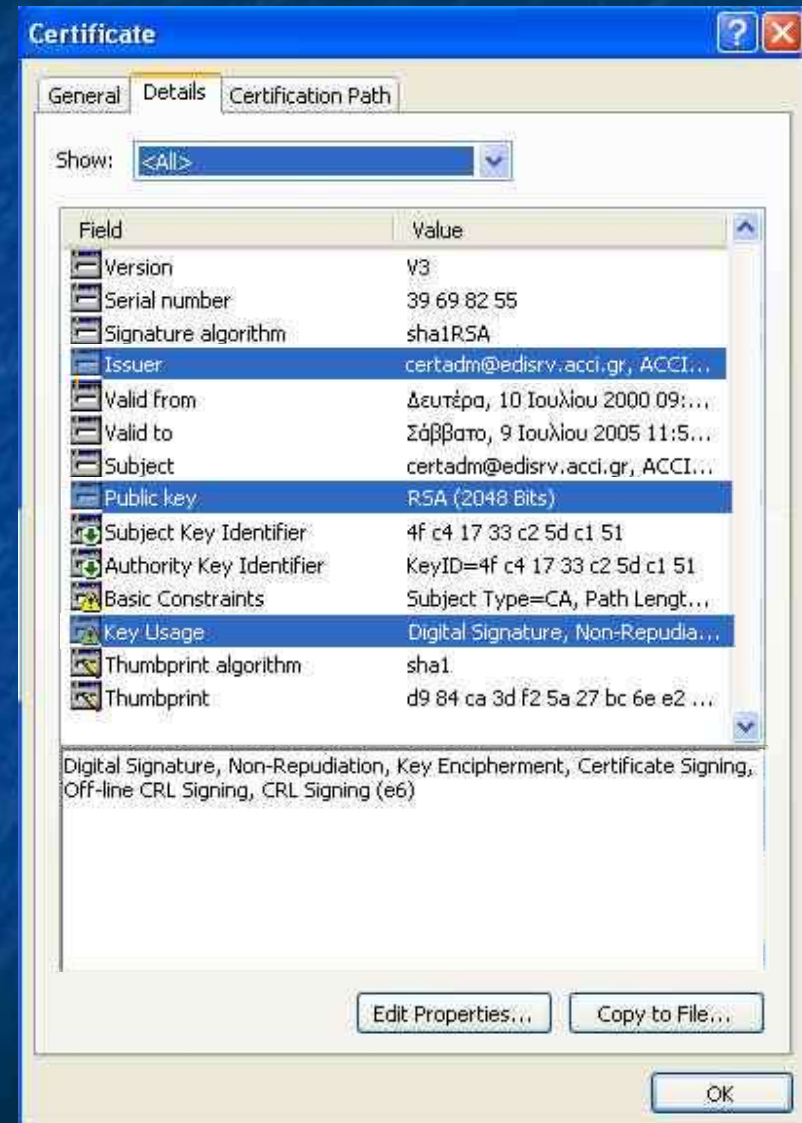 Certificate
General Details Certification Path
Show: <All>
Field Value
Version V3
Serial number 39 69 82 55
Signature algorithm sha1RSA
Issuer certadm@edisrv.acci.gr, ACCI...
Valid from Δευτέρα, 10 Ιουλίου 2000 09:...
Valid to Σάββατο, 9 Ιουλίου 2005 11:5...
Subject certadm@edisrv.acci.gr, ACCI...
Public key RSA (2048 Bits)
Subject Key Identifier 4f c4 17 33 c2 5d c1 51
Authority Key Identifier KeyID=4f c4 17 33 c2 5d c1 51
Basic Constraints Subject Type=CA, Path Lengt...
Key Usage Digital Signature, Non-Repudia...
Thumbprint algorithm sha1
Thumbprint d9 84 ca 3d f2 5a 27 bc 6e e2 ...
Digital Signature, Non-Repudiation, Key Encipherment, Certificate Signing,
Off-line CRL Signing, CRL Signing (e6)
Edit Properties... Copy to File...
OK